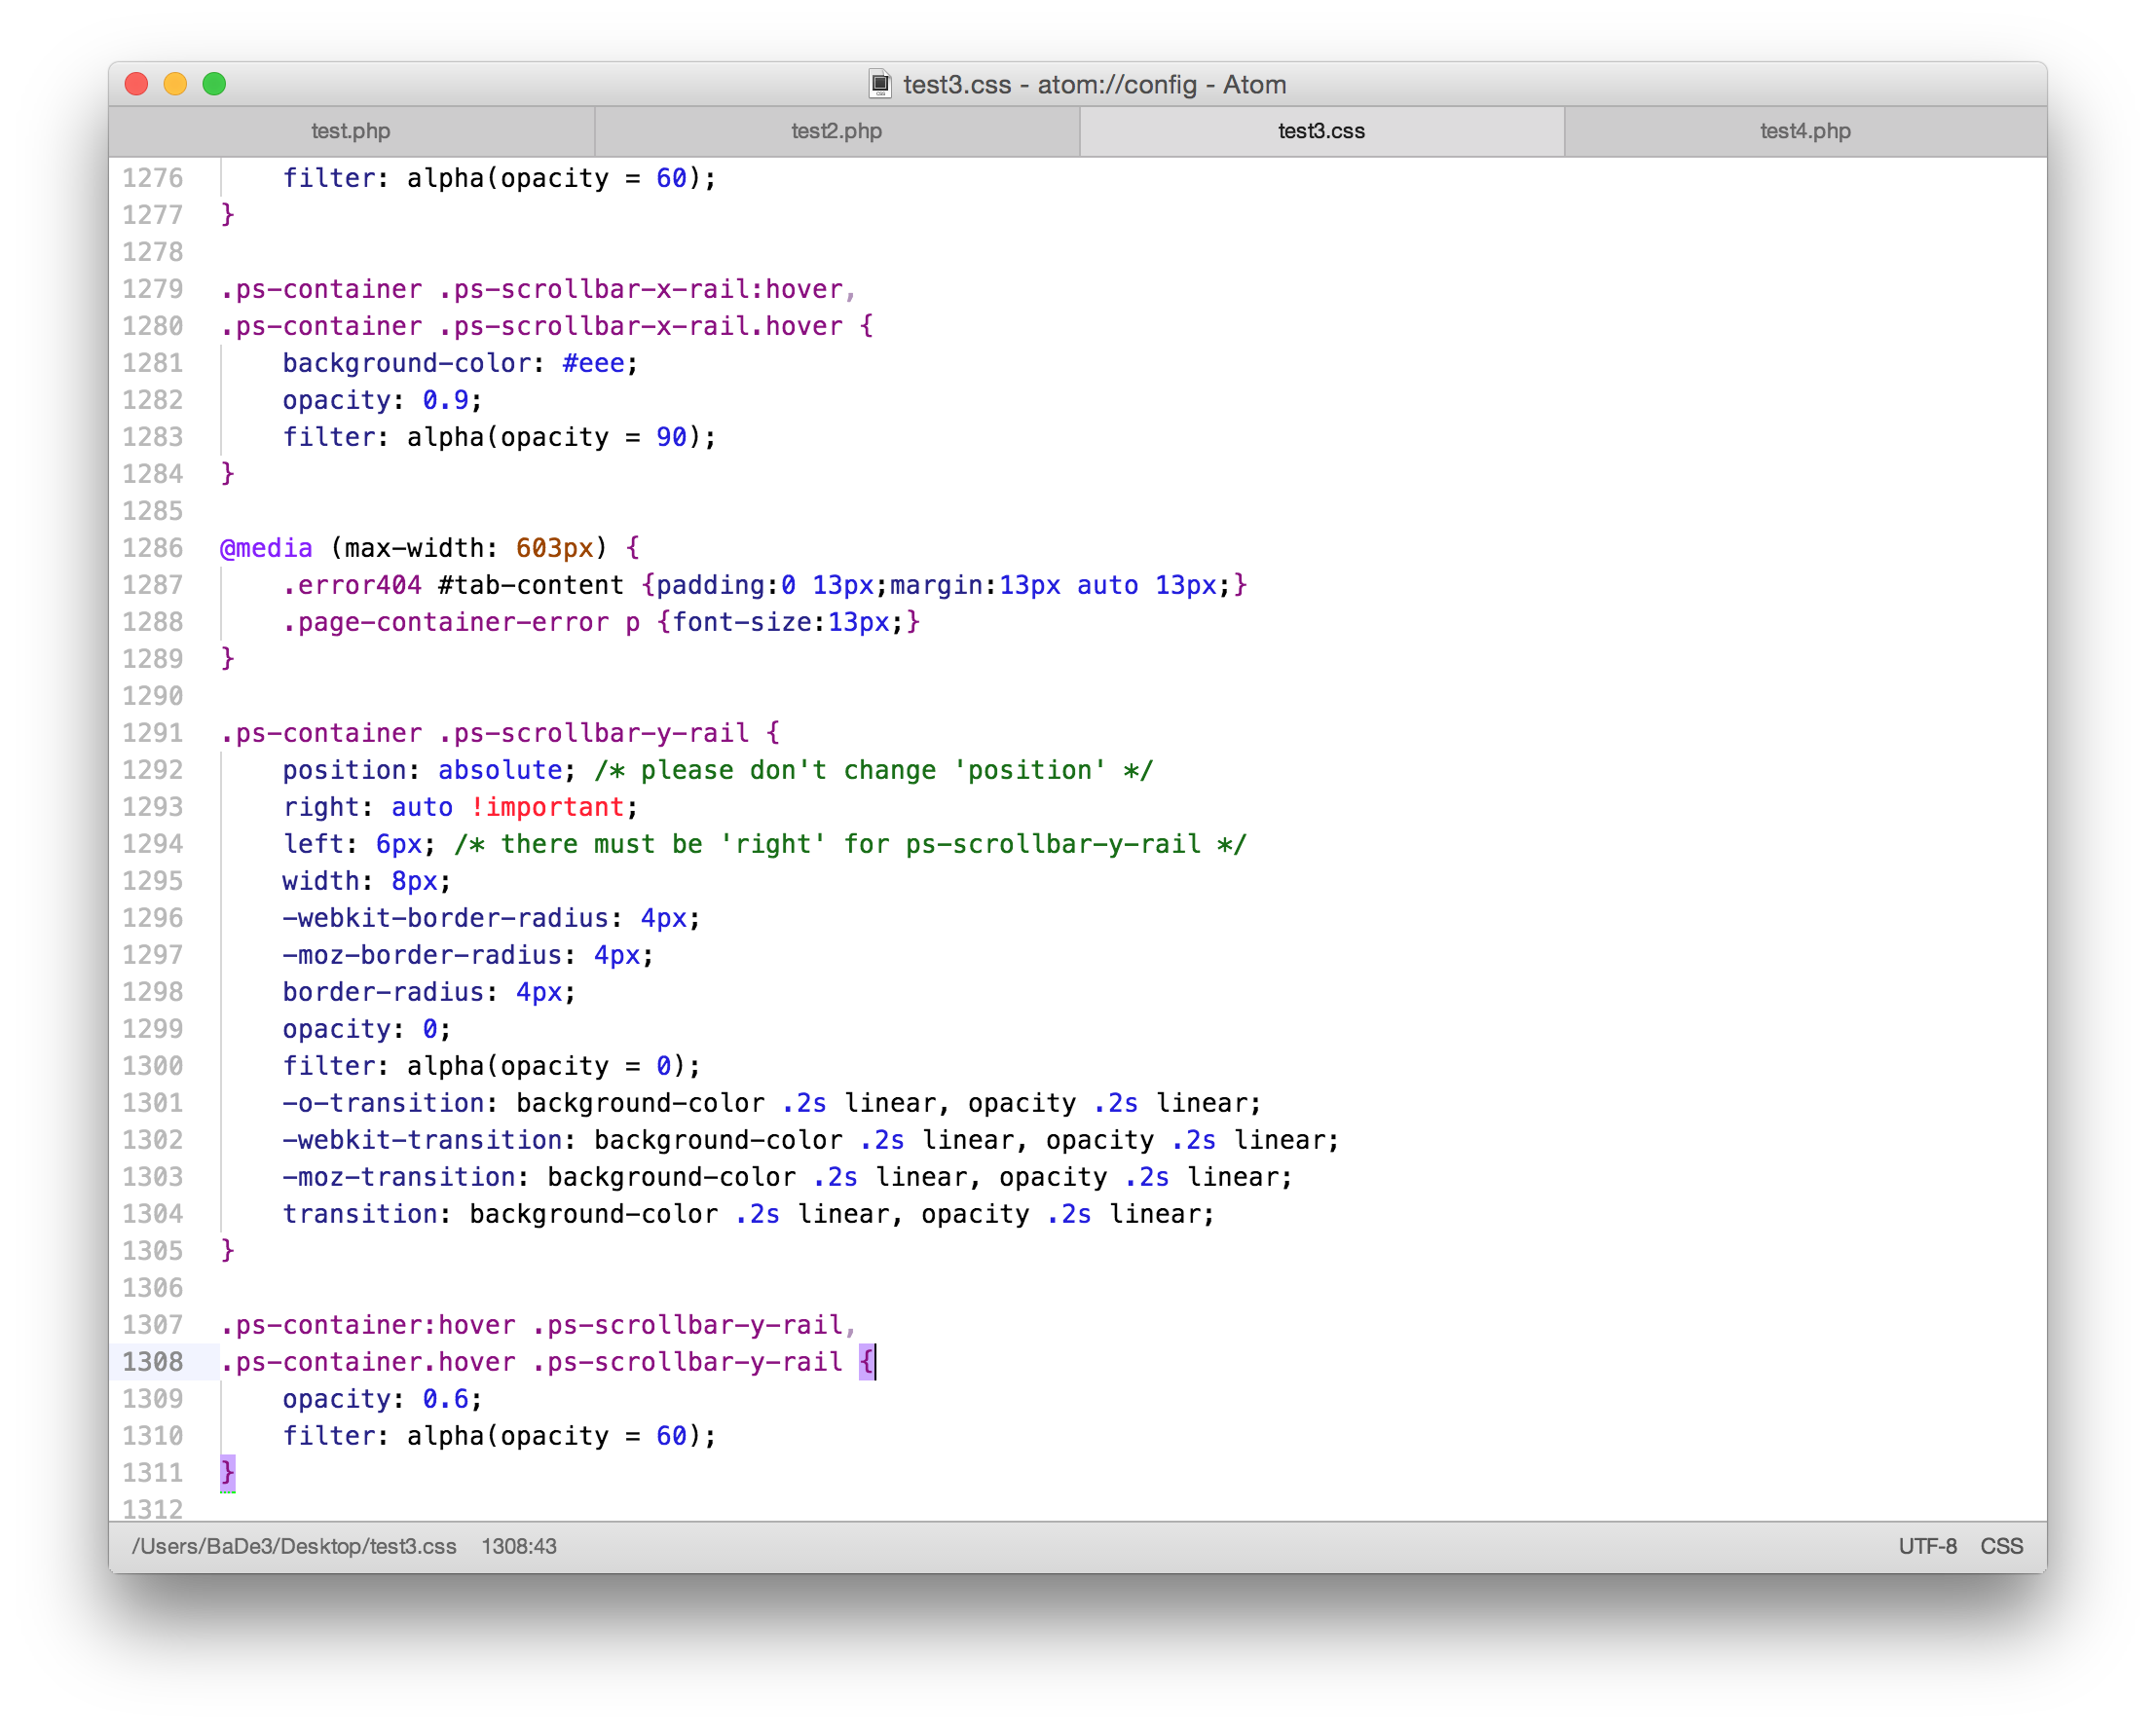 test3.css - atom://config - Atom
test.php test2.php test3.css test4.php
1276     filter: alpha(opacity = 60);
1277 }
1278
1279 .ps-container .ps-scrollbar-x-rail:hover,
1280 .ps-container .ps-scrollbar-x-rail.hover {
1281     background-color: #eee;
1282     opacity: 0.9;
1283     filter: alpha(opacity = 90);
1284 }
1285
1286 @media (max-width: 603px) {
1287     .error404 #tab-content {padding:0 13px;margin:13px auto 13px;}
1288     .page-container-error p {font-size:13px;}
1289 }
1290
1291 .ps-container .ps-scrollbar-y-rail {
1292     position: absolute; /* please don't change 'position' */
1293     right: auto !important;
1294     left: 6px; /* there must be 'right' for ps-scrollbar-y-rail */
1295     width: 8px;
1296     -webkit-border-radius: 4px;
1297     -moz-border-radius: 4px;
1298     border-radius: 4px;
1299     opacity: 0;
1300     filter: alpha(opacity = 0);
1301     -o-transition: background-color .2s linear, opacity .2s linear;
1302     -webkit-transition: background-color .2s linear, opacity .2s linear;
1303     -moz-transition: background-color .2s linear, opacity .2s linear;
1304     transition: background-color .2s linear, opacity .2s linear;
1305 }
1306
1307 .ps-container:hover .ps-scrollbar-y-rail,
1308 .ps-container.hover .ps-scrollbar-y-rail {
1309     opacity: 0.6;
1310     filter: alpha(opacity = 60);
1311 }
1312
/Users/BaDe3/Desktop/test3.css 1308:43 UTF-8 CSS